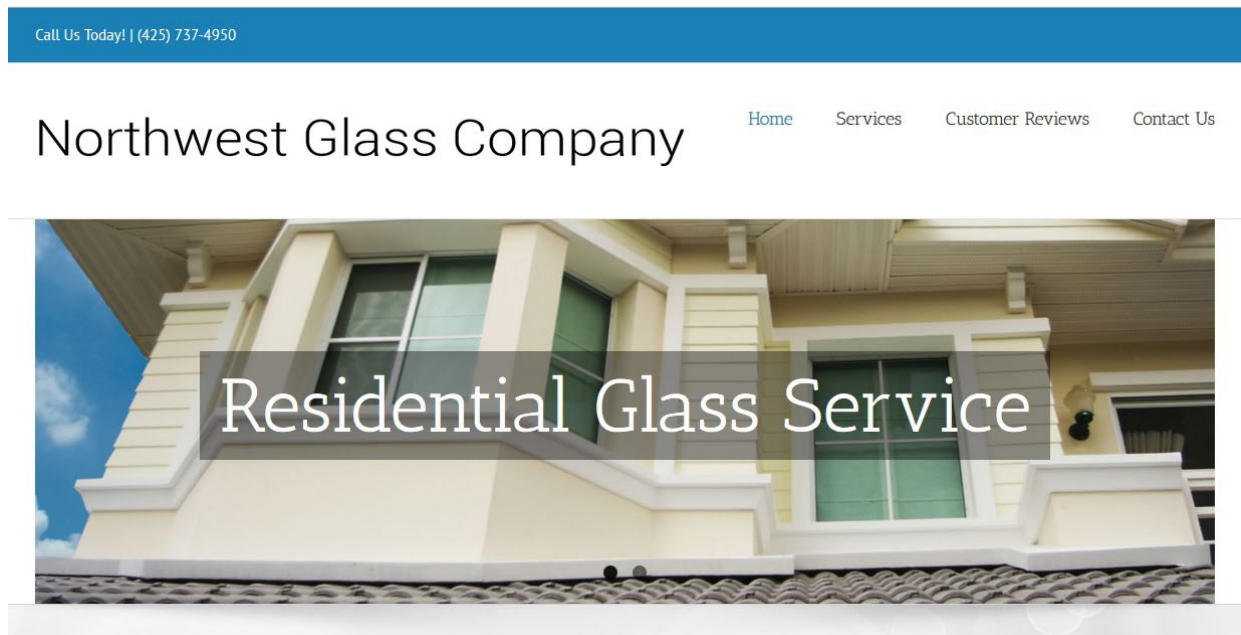 Call Us Today! | (425) 737-4950
Northwest Glass Company
Home Services Customer Reviews Contact Us
Residential Glass Service